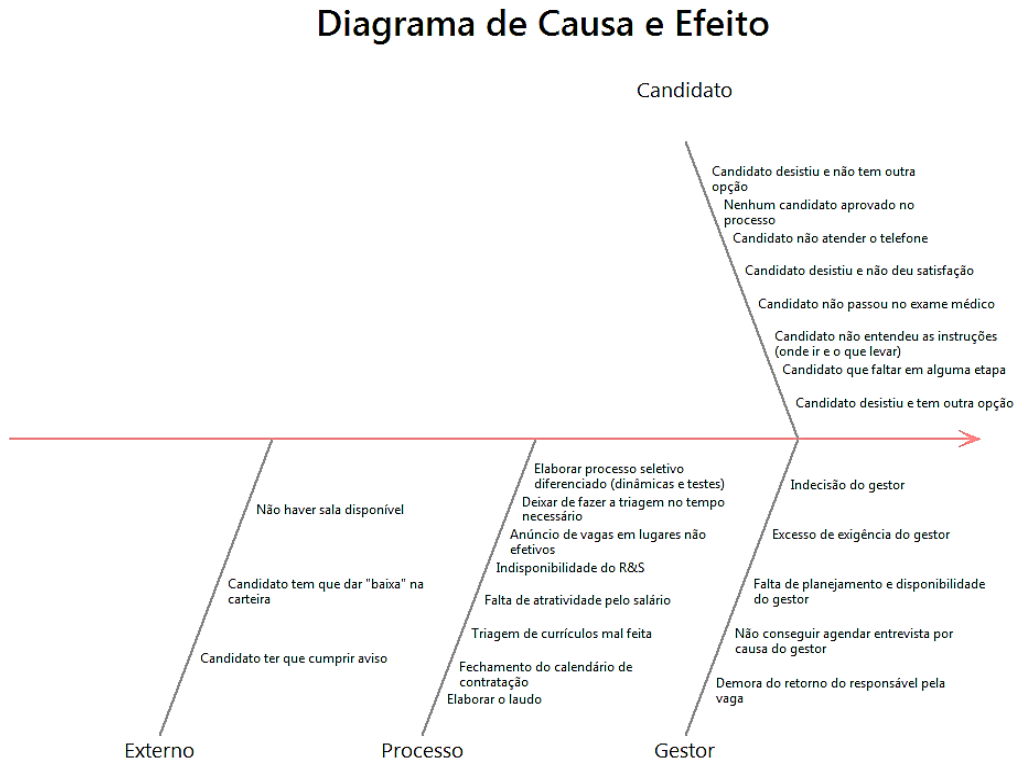 Diagrama de Causa e Efeito
Candidato
Candidato desistiu e não tem outra
opção
Nenhum candidato aprovado no
processo
Candidato não atender o telefone
Candidato desistiu e não deu satisfação
Candidato não passou no exame médico
Candidato não entendeu as instruções
(onde ir e o que levar)
Candidato que faltar em alguma etapa
Candidato desistiu e tem outra opção
Não haver sala disponível
Candidato tem que dar "baixa" na
carteira
Candidato ter que cumprir aviso
Externo
Elaborar processo seletivo
diferenciado (dinâmicas e testes)
Deixar de fazer a triagem no tempo
necessário
Anúncio de vagas em lugares não
efetivos
Indisponibilidade do R&S
Falta de atratividade pelo salário
Triagem de currículos mal feita
Fechamento do calendário de
contratação
Elaborar o laudo
Processo
Indecisão do gestor
Excesso de exigência do gestor
Falta de planejamento e disponibilidade
do gestor
Não conseguir agendar entrevista por
causa do gestor
Demora do retorno do responsável pela
vaga
Gestor